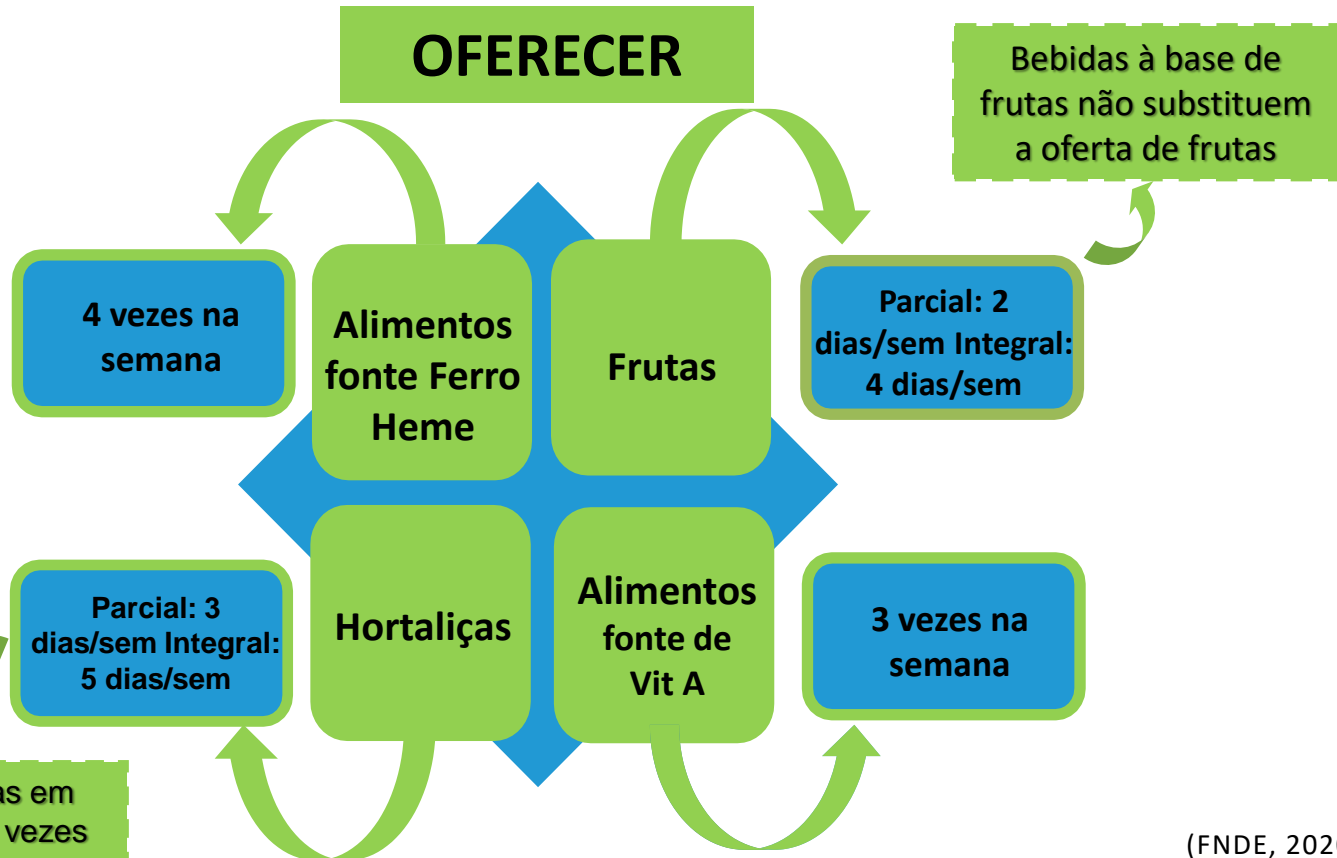 OFERECER
Bebidas à base de
frutas não substituem
a oferta de frutas
4 vezes na
semana
Alimentos
fonte Ferro
Heme
Frutas
Parcial: 2
dias/sem Integral:
4 dias/sem
Parcial: 3
dias/sem Integral:
5 dias/sem
Hortaliças
Alimentos
fonte de
Vit A
3 vezes na
semana
em
vezes
(FNDE,